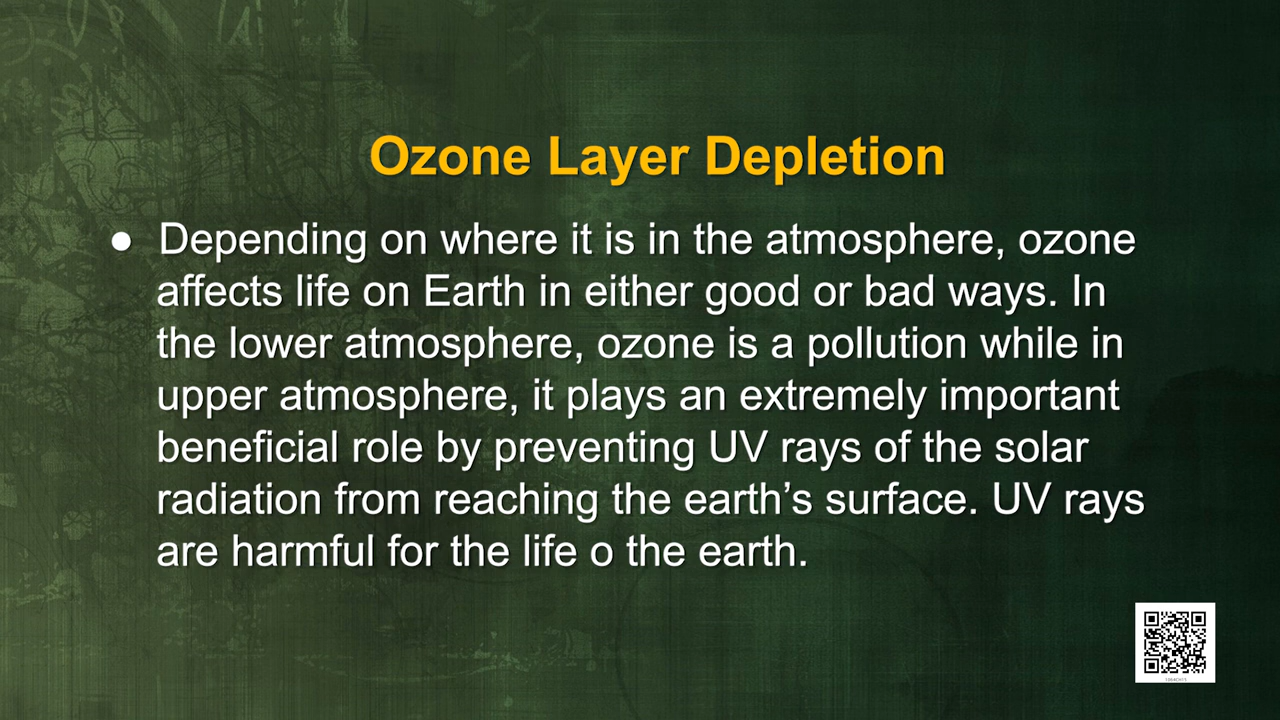 Ozone Layer Depletion
● Depending on where it is in the atmosphere, ozone
affects life on Earth in either good or bad ways. In
the lower atmosphere, ozone is a pollution while in
upper atmosphere, it plays an extremely important
beneficial role by preventing UV rays of the solar
radiation from reaching the earth’s surface. UV rays
are harmful for the life o the earth.